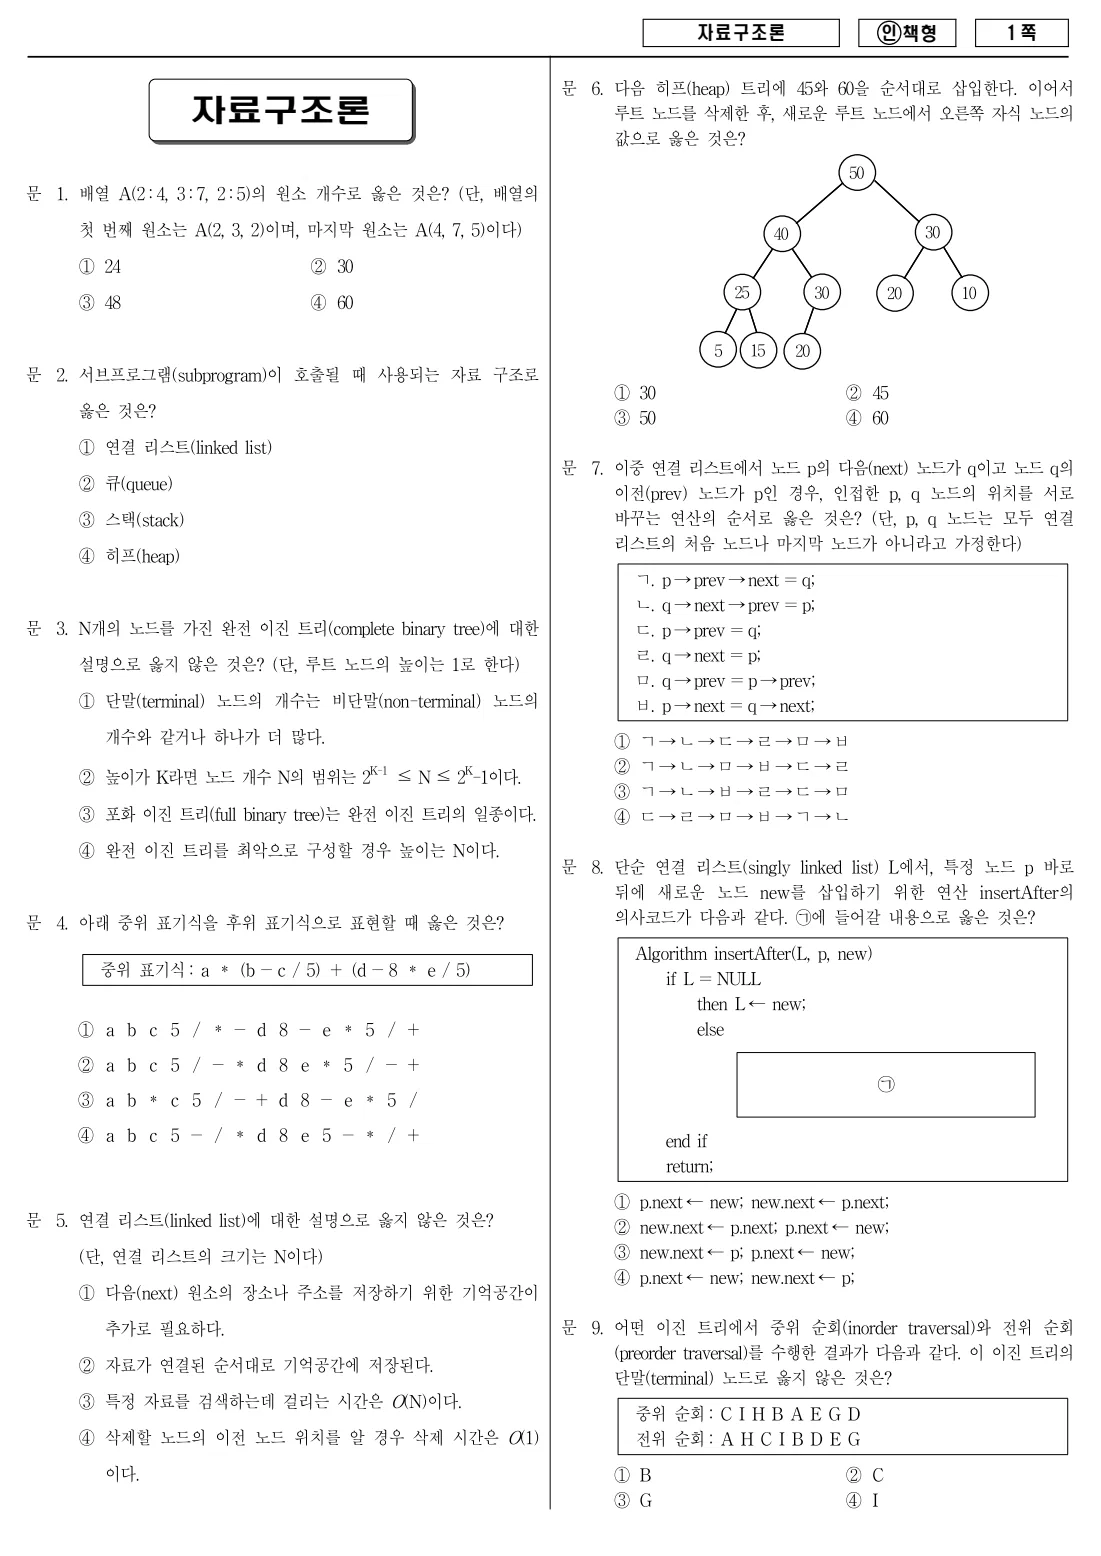 자료구조론
인책형
1쪽
자료구조론
문 1. 배열 A(2:4, 3:7, 2:5)의 원소 개수로 옳은 것은? (단, 배열의
첫 번째 원소는 A(2, 3, 2)이며, 마지막 원소는 A(4, 7, 5)이다)
① 24
② 30
③ 48
④ 60
문 2. 서브프로그램(subprogram)이 호출될 때 사용되는 자료 구조로
옳은 것은?
① 연결 리스트(linked list)
② 큐(queue)
③ 스택(stack)
④ 히프(heap)
문 3. N개의 노드를 가진 완전 이진 트리(complete binary tree)에 대한
설명으로 옳지 않은 것은? (단, 루트 노드의 높이는 1로 한다)
① 단말(terminal) 노드의 개수는 비단말(non-terminal) 노드의
개수와 같거나 하나가 더 많다.
② 높이가 K라면 노드 개수 N의 범위는 2^{K-1} ≤ N ≤ 2^{K}-1이다.
③ 포화 이진 트리(full binary tree)는 완전 이진 트리의 일종이다.
④ 완전 이진 트리를 최악으로 구성할 경우 높이는 N이다.
문 4. 아래 중위 표기식을 후위 표기식으로 표현할 때 옳은 것은?
중위 표기식 : a * (b - c / 5) + (d - 8 * e / 5)
① a b c 5 / * - d 8 - e * 5 / +
② a b c 5 / - * d 8 e * 5 / - +
③ a b * c 5 / - + d 8 - e * 5 /
④ a b c 5 - / * d 8 e 5 - * / +
문 5. 연결 리스트(linked list)에 대한 설명으로 옳지 않은 것은?
(단, 연결 리스트의 크기는 N이다)
① 다음(next) 원소의 장소나 주소를 저장하기 위한 기억공간이
추가로 필요하다.
② 자료가 연결된 순서대로 기억공간에 저장된다.
③ 특정 자료를 검색하는데 걸리는 시간은 O(N)이다.
④ 삭제할 노드의 이전 노드 위치를 알 경우 삭제 시간은 O(1)
이다.
문 6. 다음 히프(heap) 트리에 45와 60을 순서대로 삽입한다. 이어서
루트 노드를 삭제한 후, 새로운 루트 노드에서 오른쪽 자식 노드의
값으로 옳은 것은?
50
40 30
25 30 20 10
5 15 20
① 30
② 45
③ 50
④ 60
문 7. 이중 연결 리스트에서 노드 p의 다음(next) 노드가 q이고 노드 q의
이전(prev) 노드가 p인 경우, 인접한 p, q 노드의 위치를 서로
바꾸는 연산의 순서로 옳은 것은? (단, p, q 노드는 모두 연결
리스트의 처음 노드나 마지막 노드가 아니라고 가정한다)
ㄱ. p→prev→next = q;
ㄴ. q→next→prev = p;
ㄷ. p→prev = q;
ㄹ. q→next = p;
ㅁ. q→prev = p→prev;
ㅂ. p→next = q→next;
① ㄱ→ㄴ→ㄷ→ㄹ→ㅁ→ㅂ
② ㄱ→ㄴ→ㅁ→ㅂ→ㄷ→ㄹ
③ ㄱ→ㄴ→ㅂ→ㄹ→ㄷ→ㅁ
④ ㄷ→ㄹ→ㅁ→ㅂ→ㄱ→ㄴ
문 8. 단순 연결 리스트(singly linked list) L에서, 특정 노드 p 바로
뒤에 새로운 노드 new를 삽입하기 위한 연산 insertAfter의
의사코드가 다음과 같다. ㉠에 들어갈 내용으로 옳은 것은?
Algorithm insertAfter(L, p, new)
if L = NULL
then L← new;
else
㉠
end if
return;
① p.next← new; new.next← p.next;
② new.next← p.next; p.next← new;
③ new.next← p; p.next← new;
④ p.next← new; new.next← p;
문 9. 어떤 이진 트리에서 중위 순회(inorder traversal)와 전위 순회
(preorder traversal)를 수행한 결과가 다음과 같다. 이 이진 트리의
단말(terminal) 노드로 옳지 않은 것은?
중위 순회 : C I H B A E G D
전위 순회 : A H C I B D E G
① B
② C
③ G
④ I